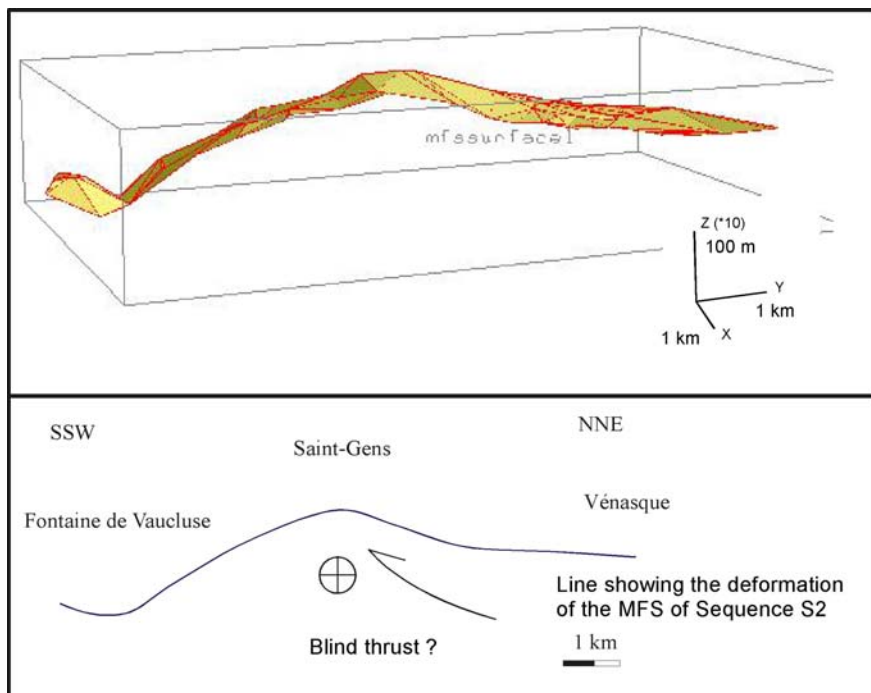 mfssurface1
Z (*10)
100 m
Y
1 km
1 km
X
SSW
NNE
Saint-Gens
Vénasque
Fontaine de Vaucluse
Line showing the deformation
of the MFS of Sequence S2
Blind thrust ?
1 km